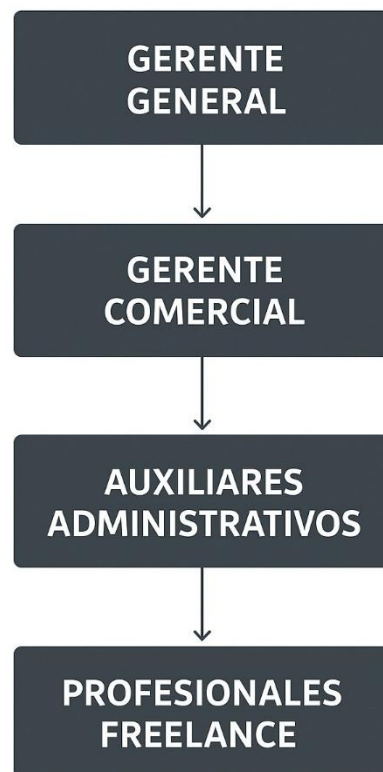 GERENTE
GENERAL
GERENTE
COMERCIAL
AUXILIARES
ADMINISTRATIVOS
PROFESIONALES
FREELANCE